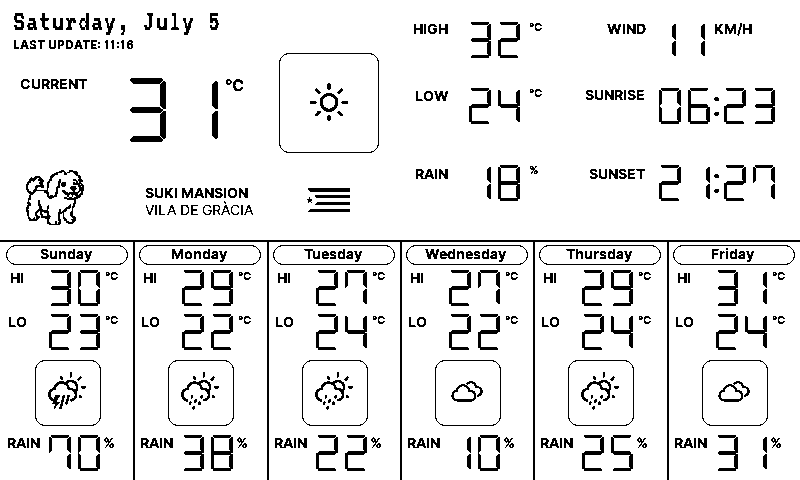 Saturday, July 5
LAST UPDATE: 11:16
CURRENT 31 °C
SUKI MANSION
VILA DE GRÀCIA
HIGH 32 °C
LOW 24 °C
RAIN 18 %
WIND 11 KM/H
SUNRISE 06:23
SUNSET 21:27
Sunday
HI 30 °C
LO 23 °C
RAIN 70 %
Monday
HI 29 °C
LO 22 °C
RAIN 38 %
Tuesday
HI 27 °C
LO 24 °C
RAIN 22 %
Wednesday
HI 27 °C
LO 22 °C
RAIN 10 %
Thursday
HI 29 °C
LO 24 °C
RAIN 25 %
Friday
HI 31 °C
LO 24 °C
RAIN 31 %